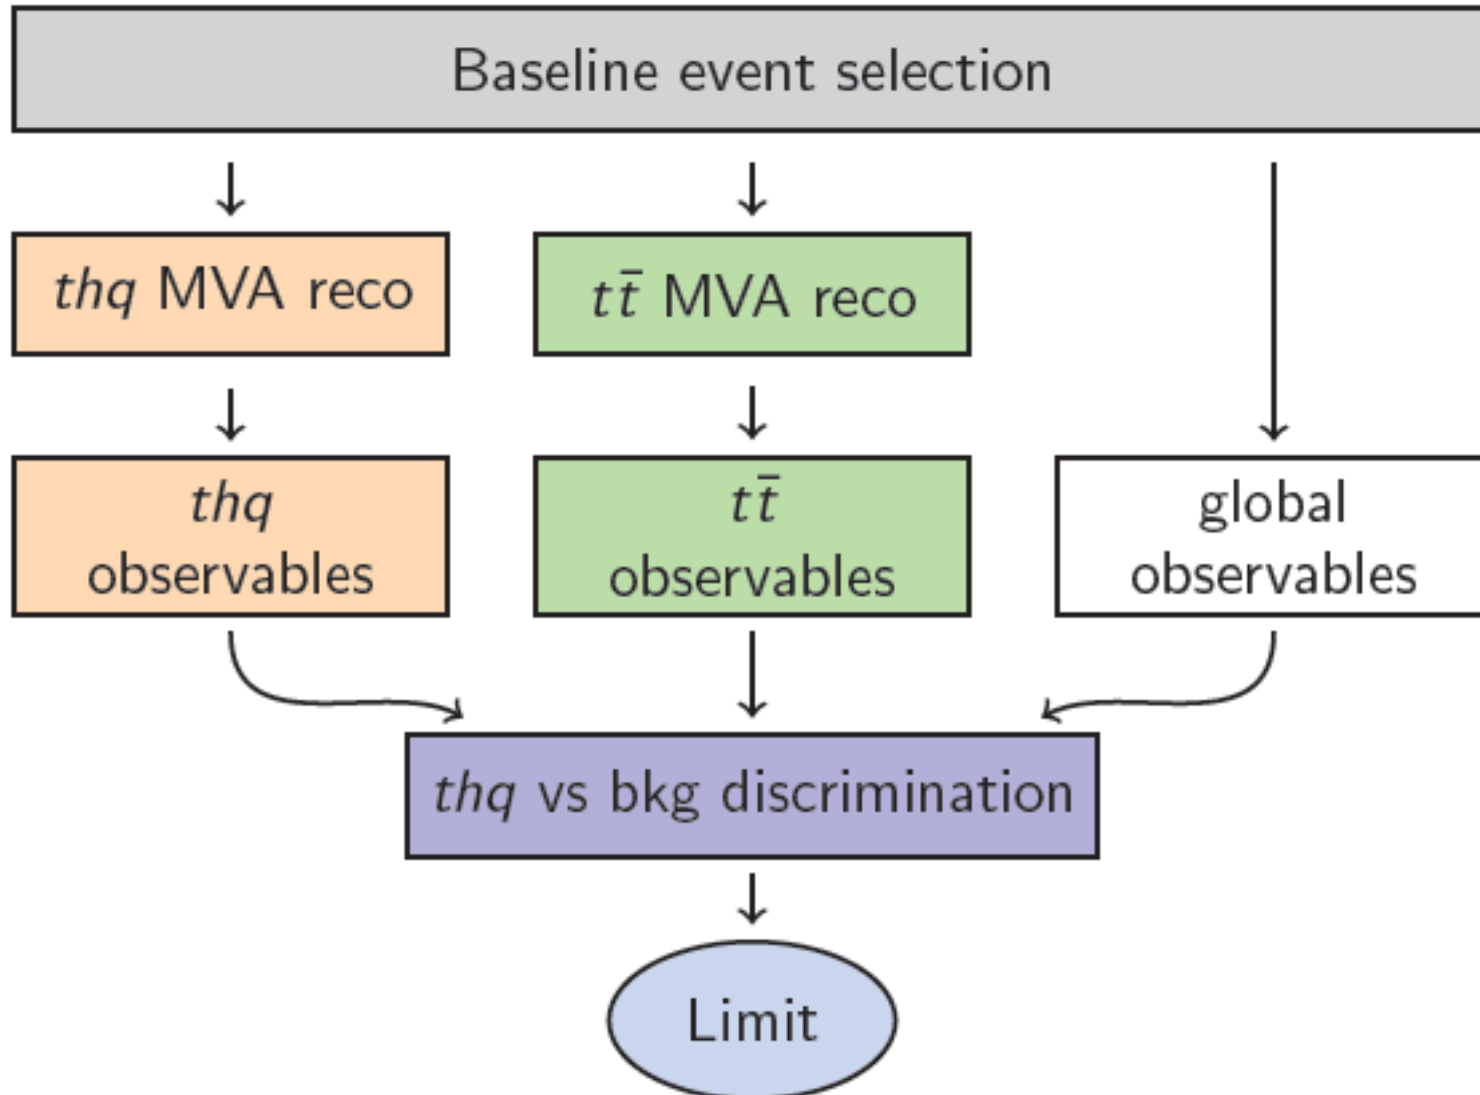 Baseline event selection
thq MVA reco
tt̄ MVA reco
thq
observables
tt̄
observables
global
observables
thq vs bkg discrimination
Limit